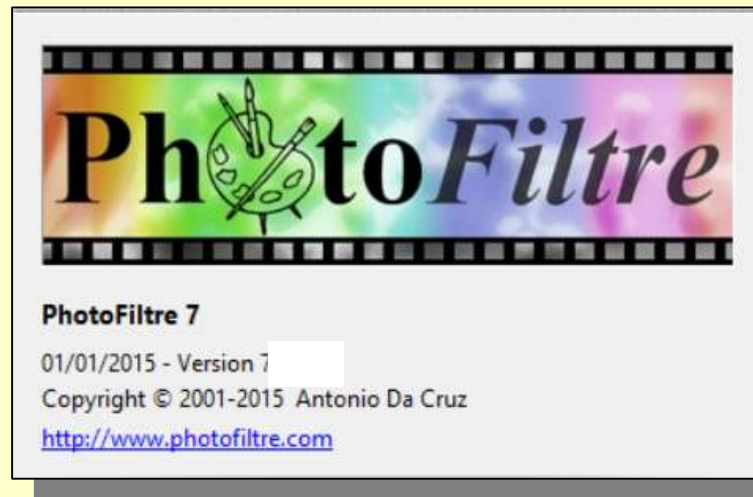 PhotoFiltre
PhotoFiltre 7
01/01/2015 - Version 7
Copyright © 2001-2015 Antonio Da Cruz
http://www.photofiltre.com